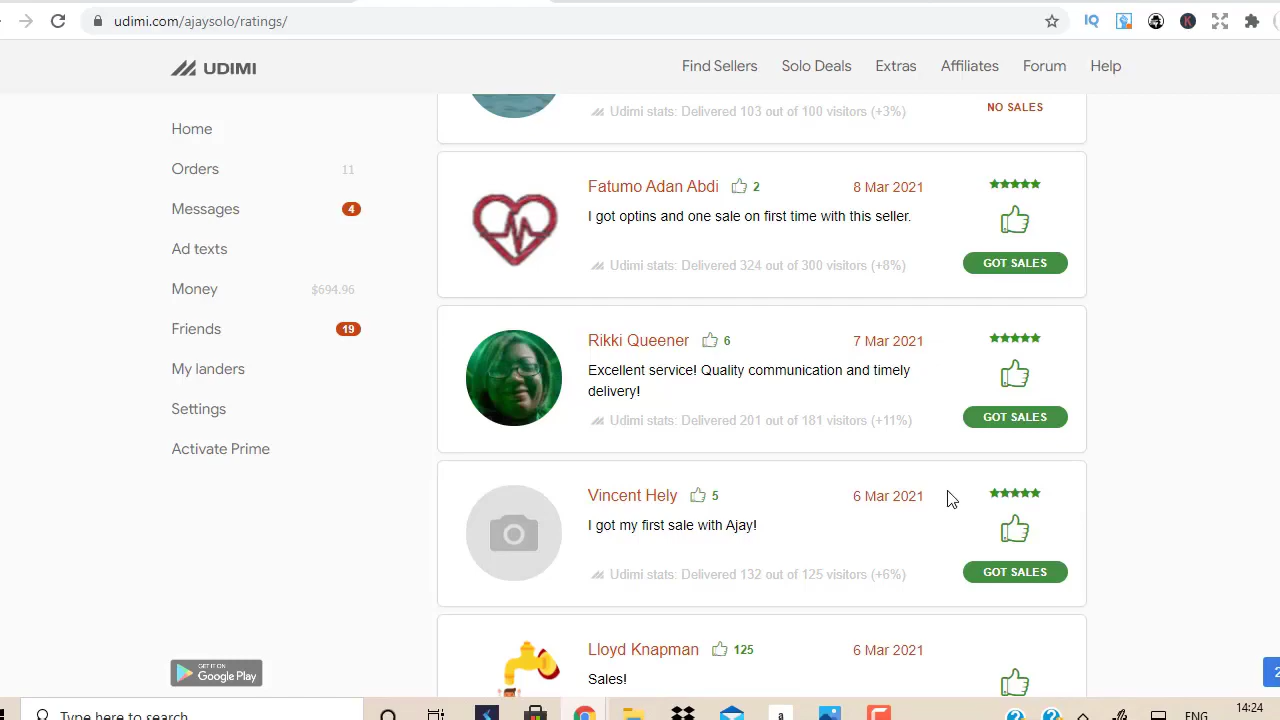 udimi.com/ajaysolo/ratings/
IQ
K
UDIMI
Find Sellers
Solo Deals
Extras
Affiliates
Forum
Help
Home
Orders 11
Messages 4
Ad texts
Money $694.96
Friends 19
My landers
Settings
Activate Prime
GET IT ON
Google Play
Udimi stats: Delivered 103 out of 100 visitors (+3%)
NO SALES
Fatumo Adan Abdi 2
8 Mar 2021
I got optins and one sale on first time with this seller.
Udimi stats: Delivered 324 out of 300 visitors (+8%)
GOT SALES
Rikki Queener 6
7 Mar 2021
Excellent service! Quality communication and timely
delivery!
Udimi stats: Delivered 201 out of 181 visitors (+11%)
GOT SALES
Vincent Hely 5
6 Mar 2021
I got my first sale with Ajay!
Udimi stats: Delivered 132 out of 125 visitors (+6%)
GOT SALES
Lloyd Knapman 125
6 Mar 2021
Sales!
2
Type here to search
a
ENG
14:24